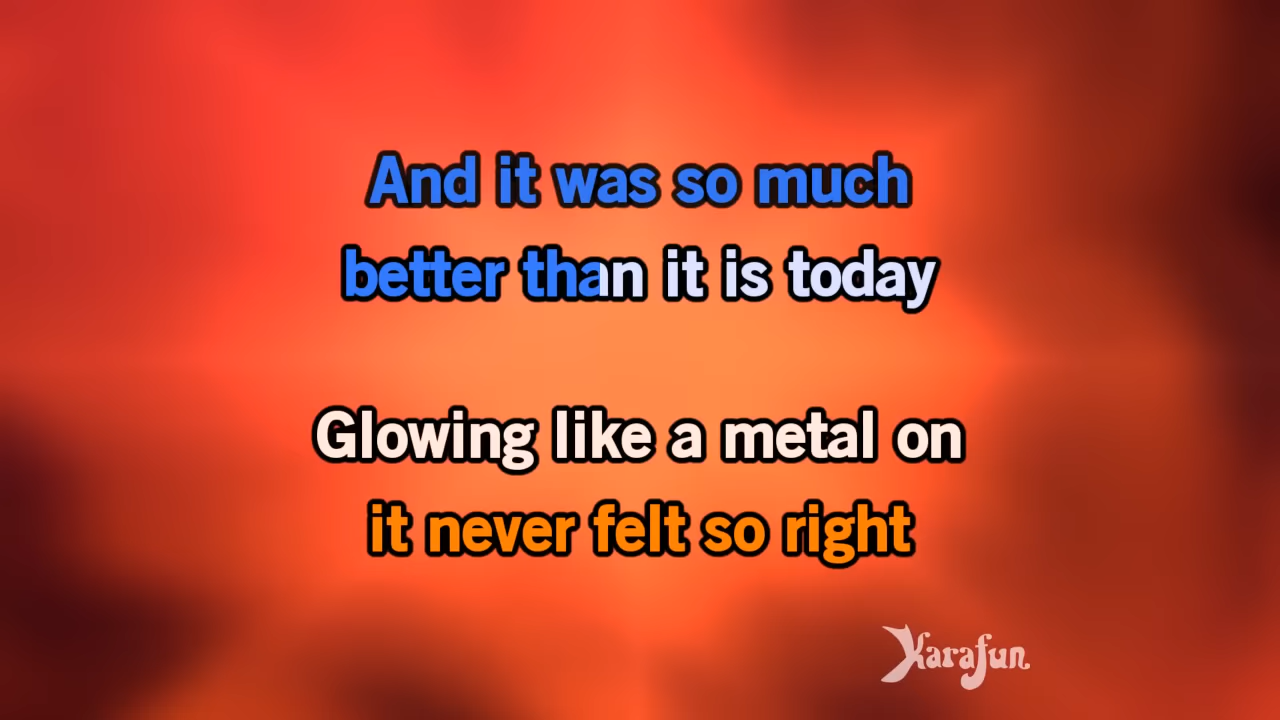 And it was so much
better than it is today
Glowing like a metal on
it never felt so right
Karafun